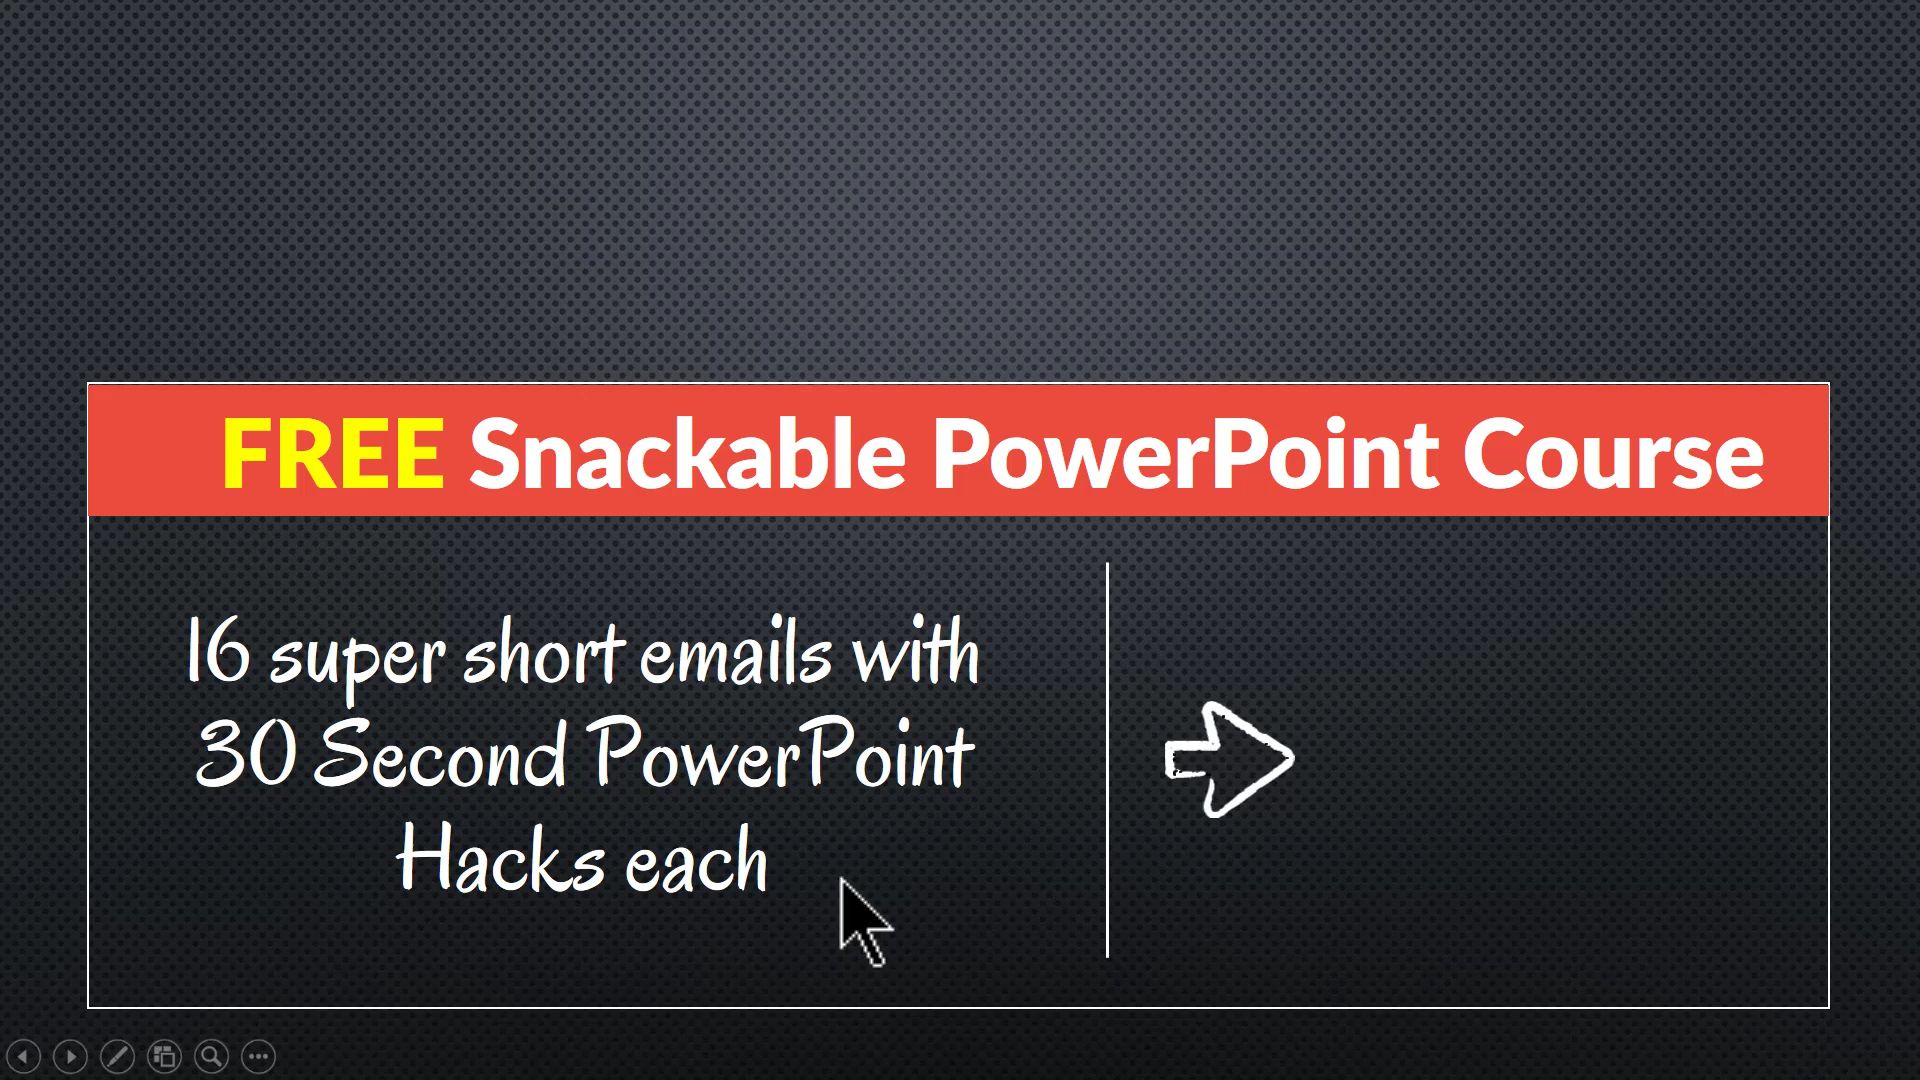 FREE Snackable PowerPoint Course
16 super short emails with
30 Second PowerPoint
Hacks each